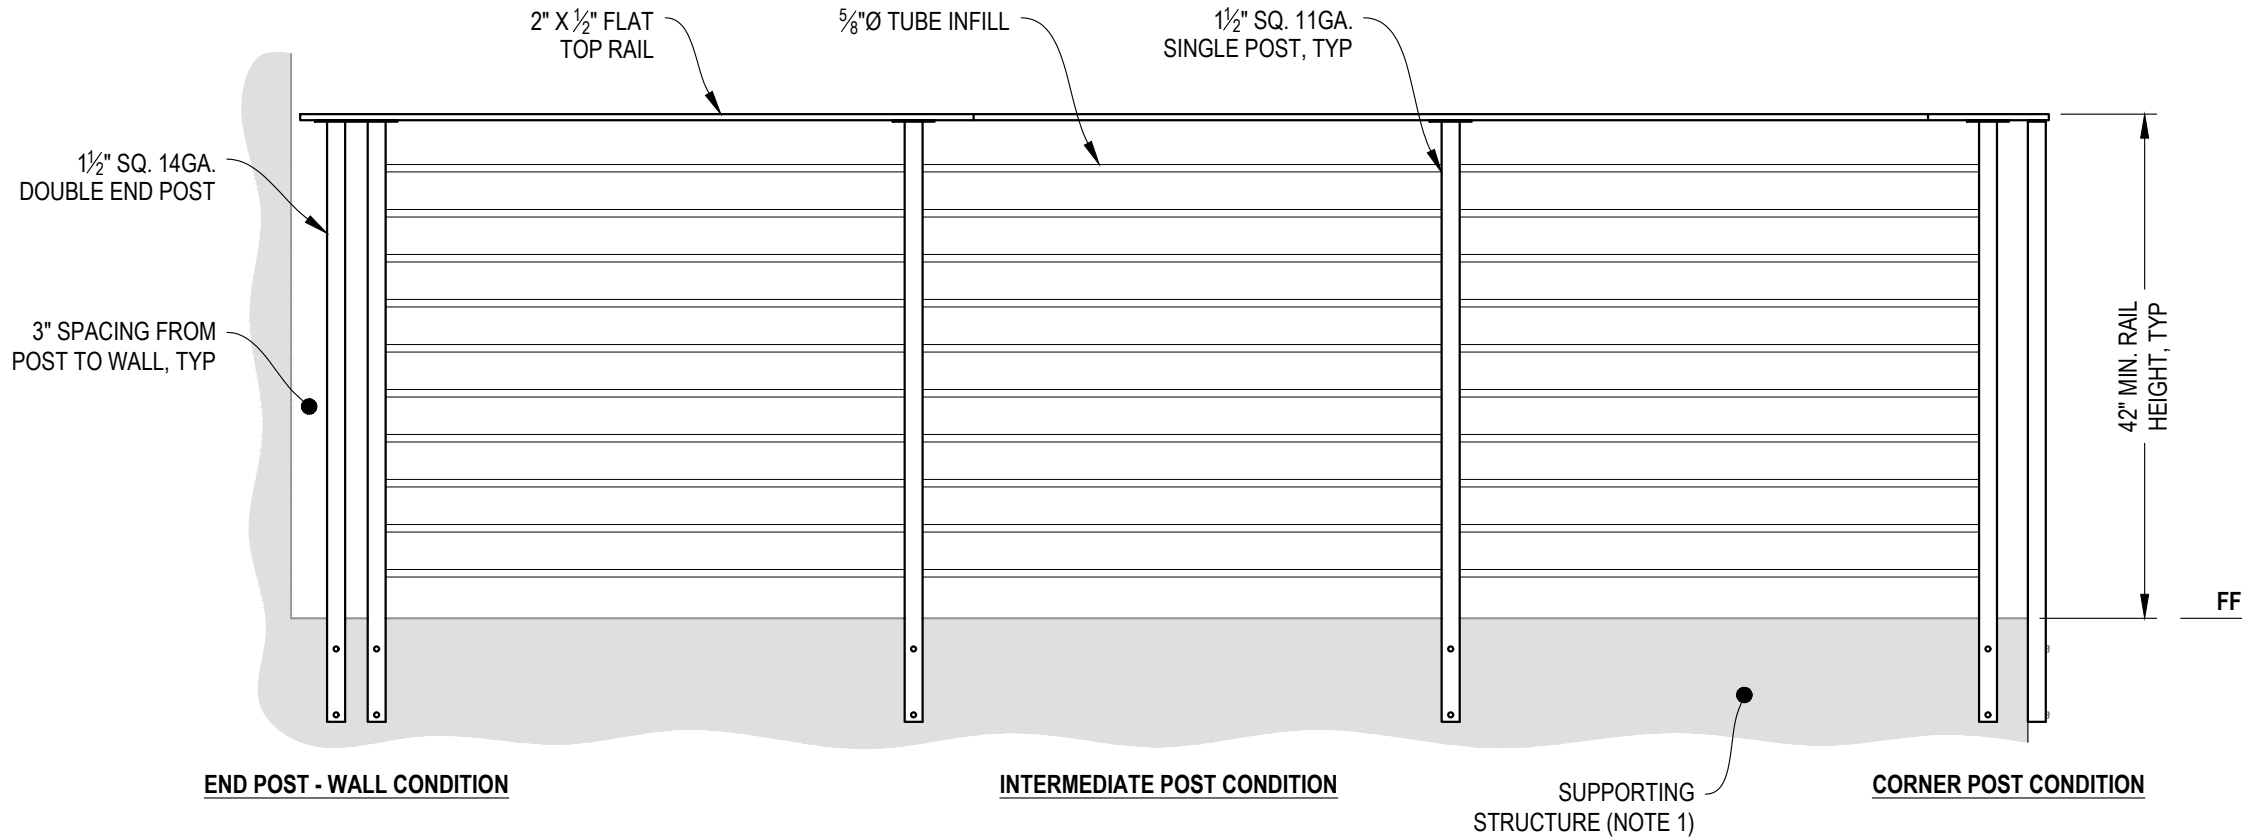 2" X ½" FLAT
TOP RAIL
⅝"Ø TUBE INFILL
1½" SQ. 11GA.
SINGLE POST, TYP
1½" SQ. 14GA.
DOUBLE END POST
3" SPACING FROM
POST TO WALL, TYP
42" MIN. RAIL
HEIGHT, TYP
FF
END POST - WALL CONDITION
INTERMEDIATE POST CONDITION
SUPPORTING
STRUCTURE (NOTE 1)
CORNER POST CONDITION